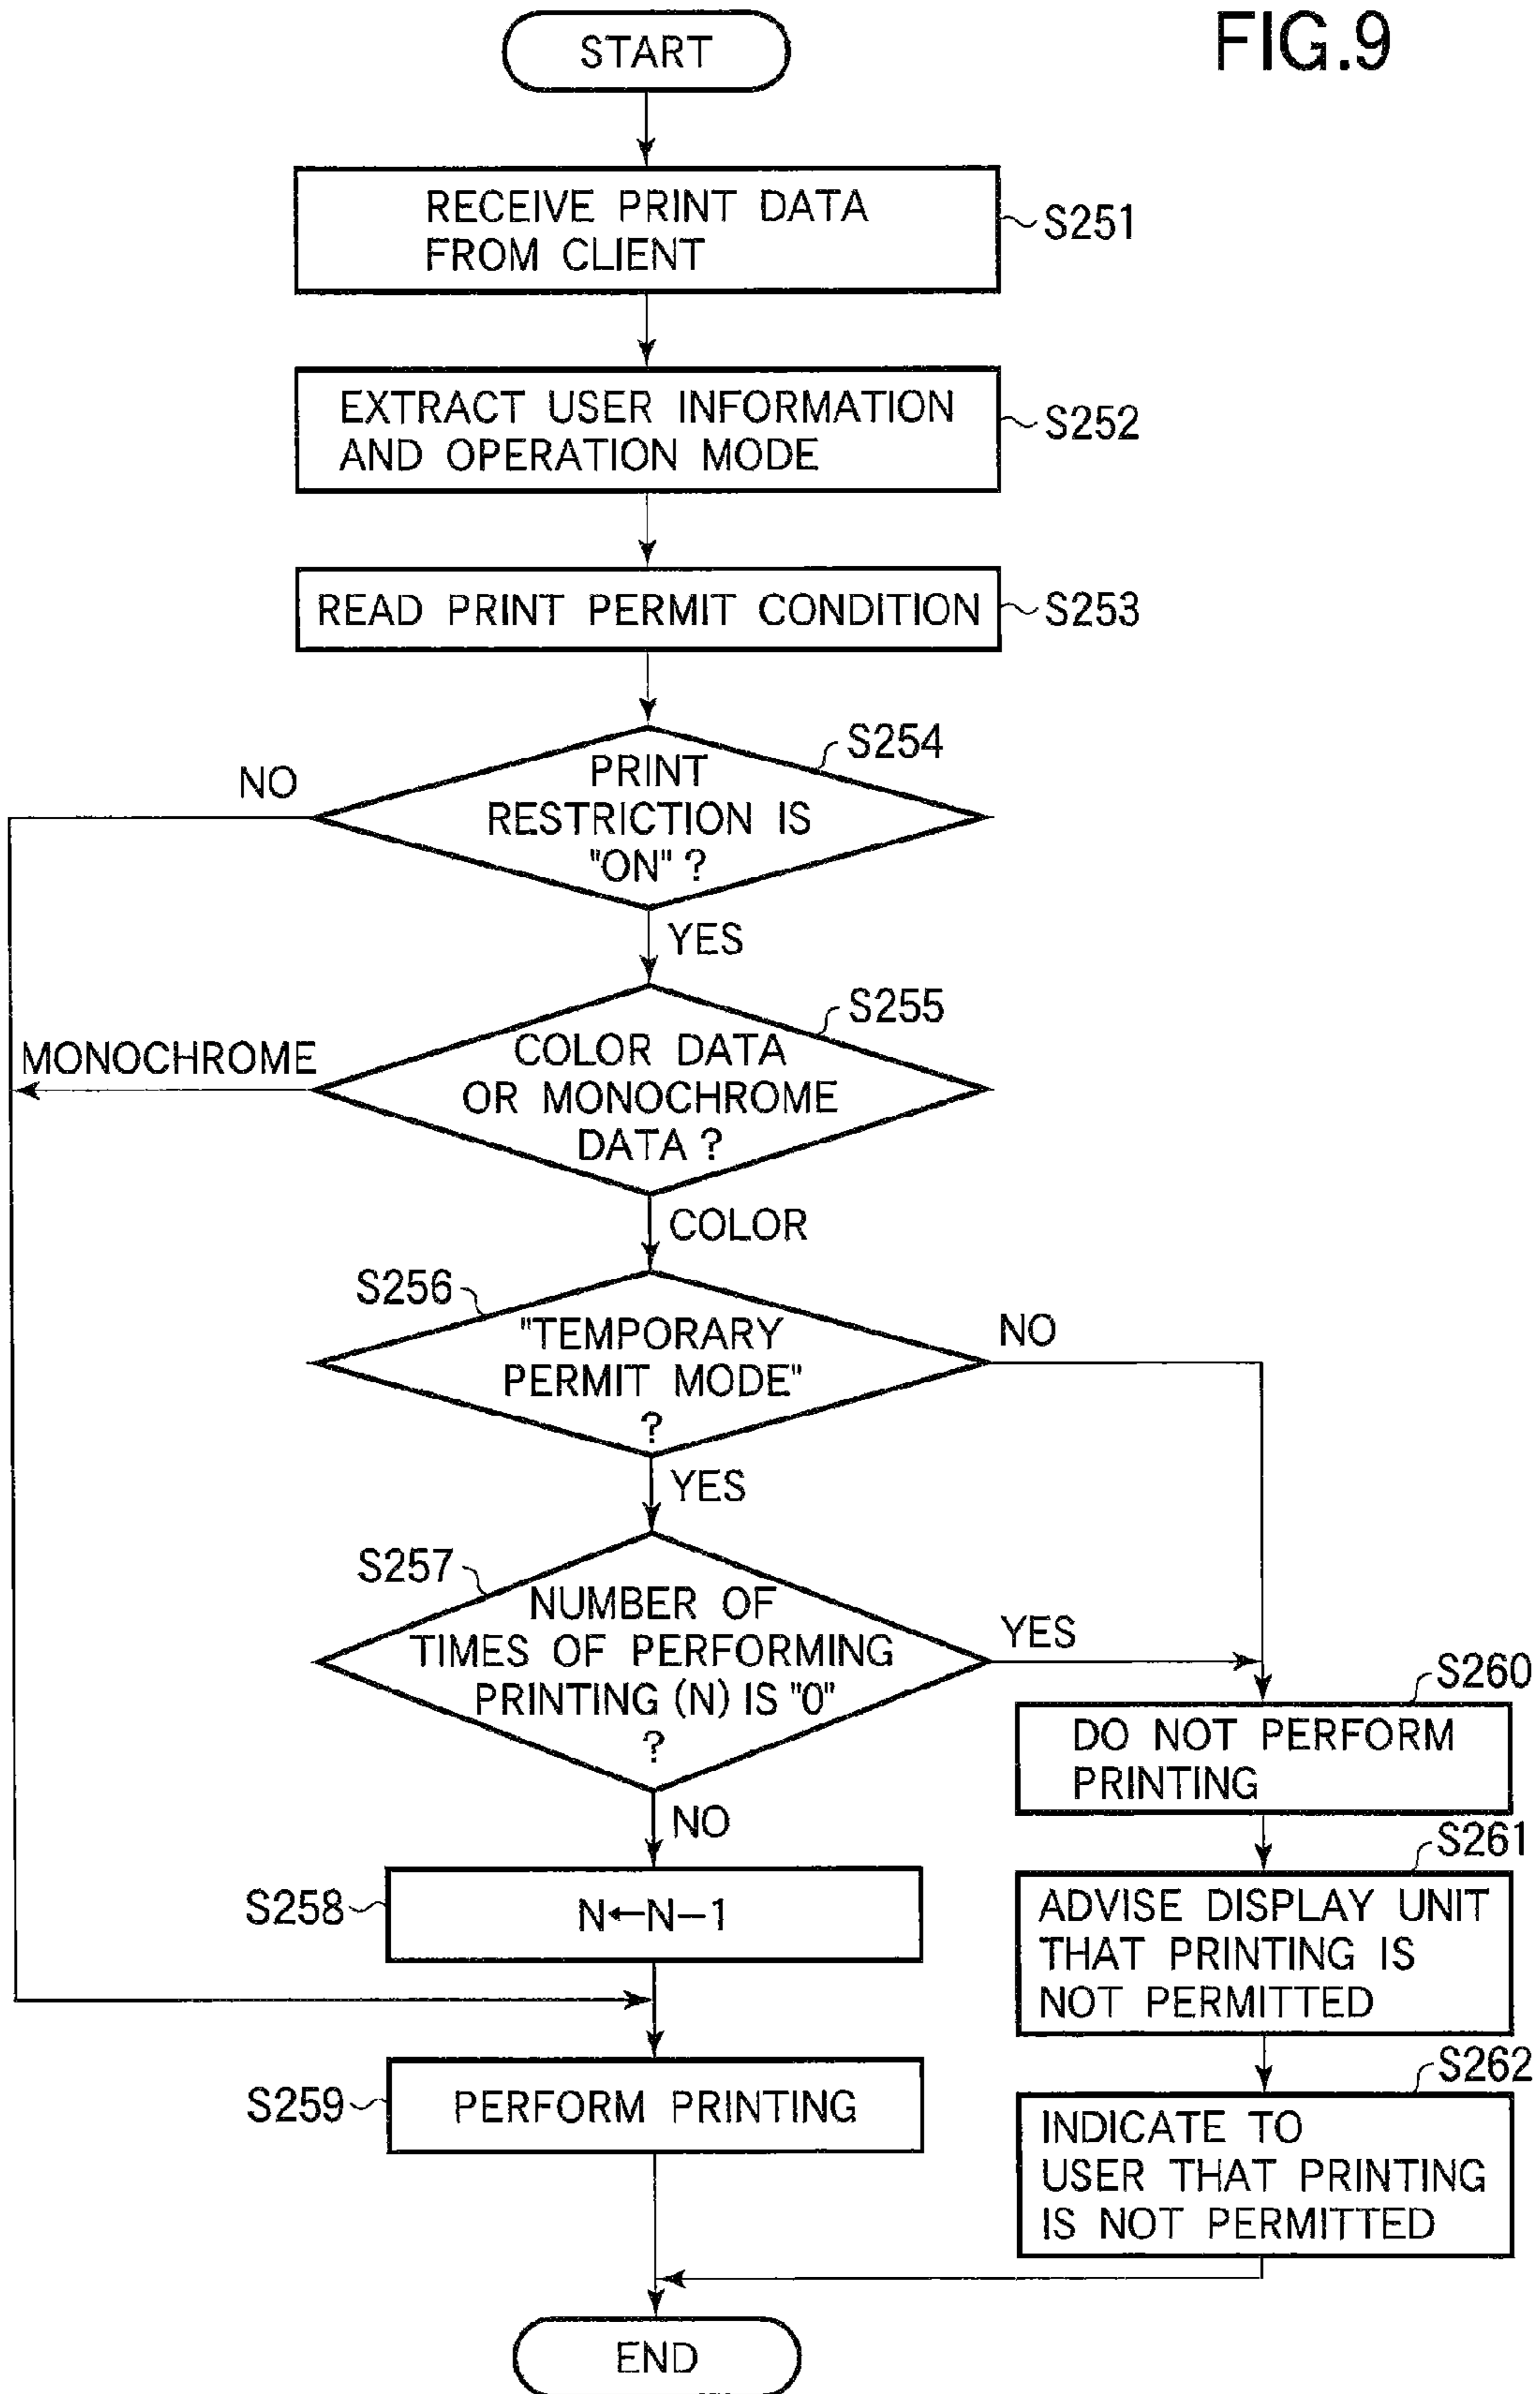 FIG.9
START
RECEIVE PRINT DATA
FROM CLIENT
S251
EXTRACT USER INFORMATION
AND OPERATION MODE
S252
READ PRINT PERMIT CONDITION
S253
S254
NO
PRINT
RESTRICTION IS
"ON" ?
YES
S255
MONOCHROME
COLOR DATA
OR MONOCHROME
DATA ?
COLOR
S256
"TEMPORARY
PERMIT MODE"
?
NO
YES
S257
NUMBER OF
TIMES OF PERFORMING
PRINTING (N) IS "0"
?
YES
NO
S258
N←N−1
S259
PERFORM PRINTING
S260
DO NOT PERFORM
PRINTING
S261
ADVISE DISPLAY UNIT
THAT PRINTING IS
NOT PERMITTED
S262
INDICATE TO
USER THAT PRINTING
IS NOT PERMITTED
END